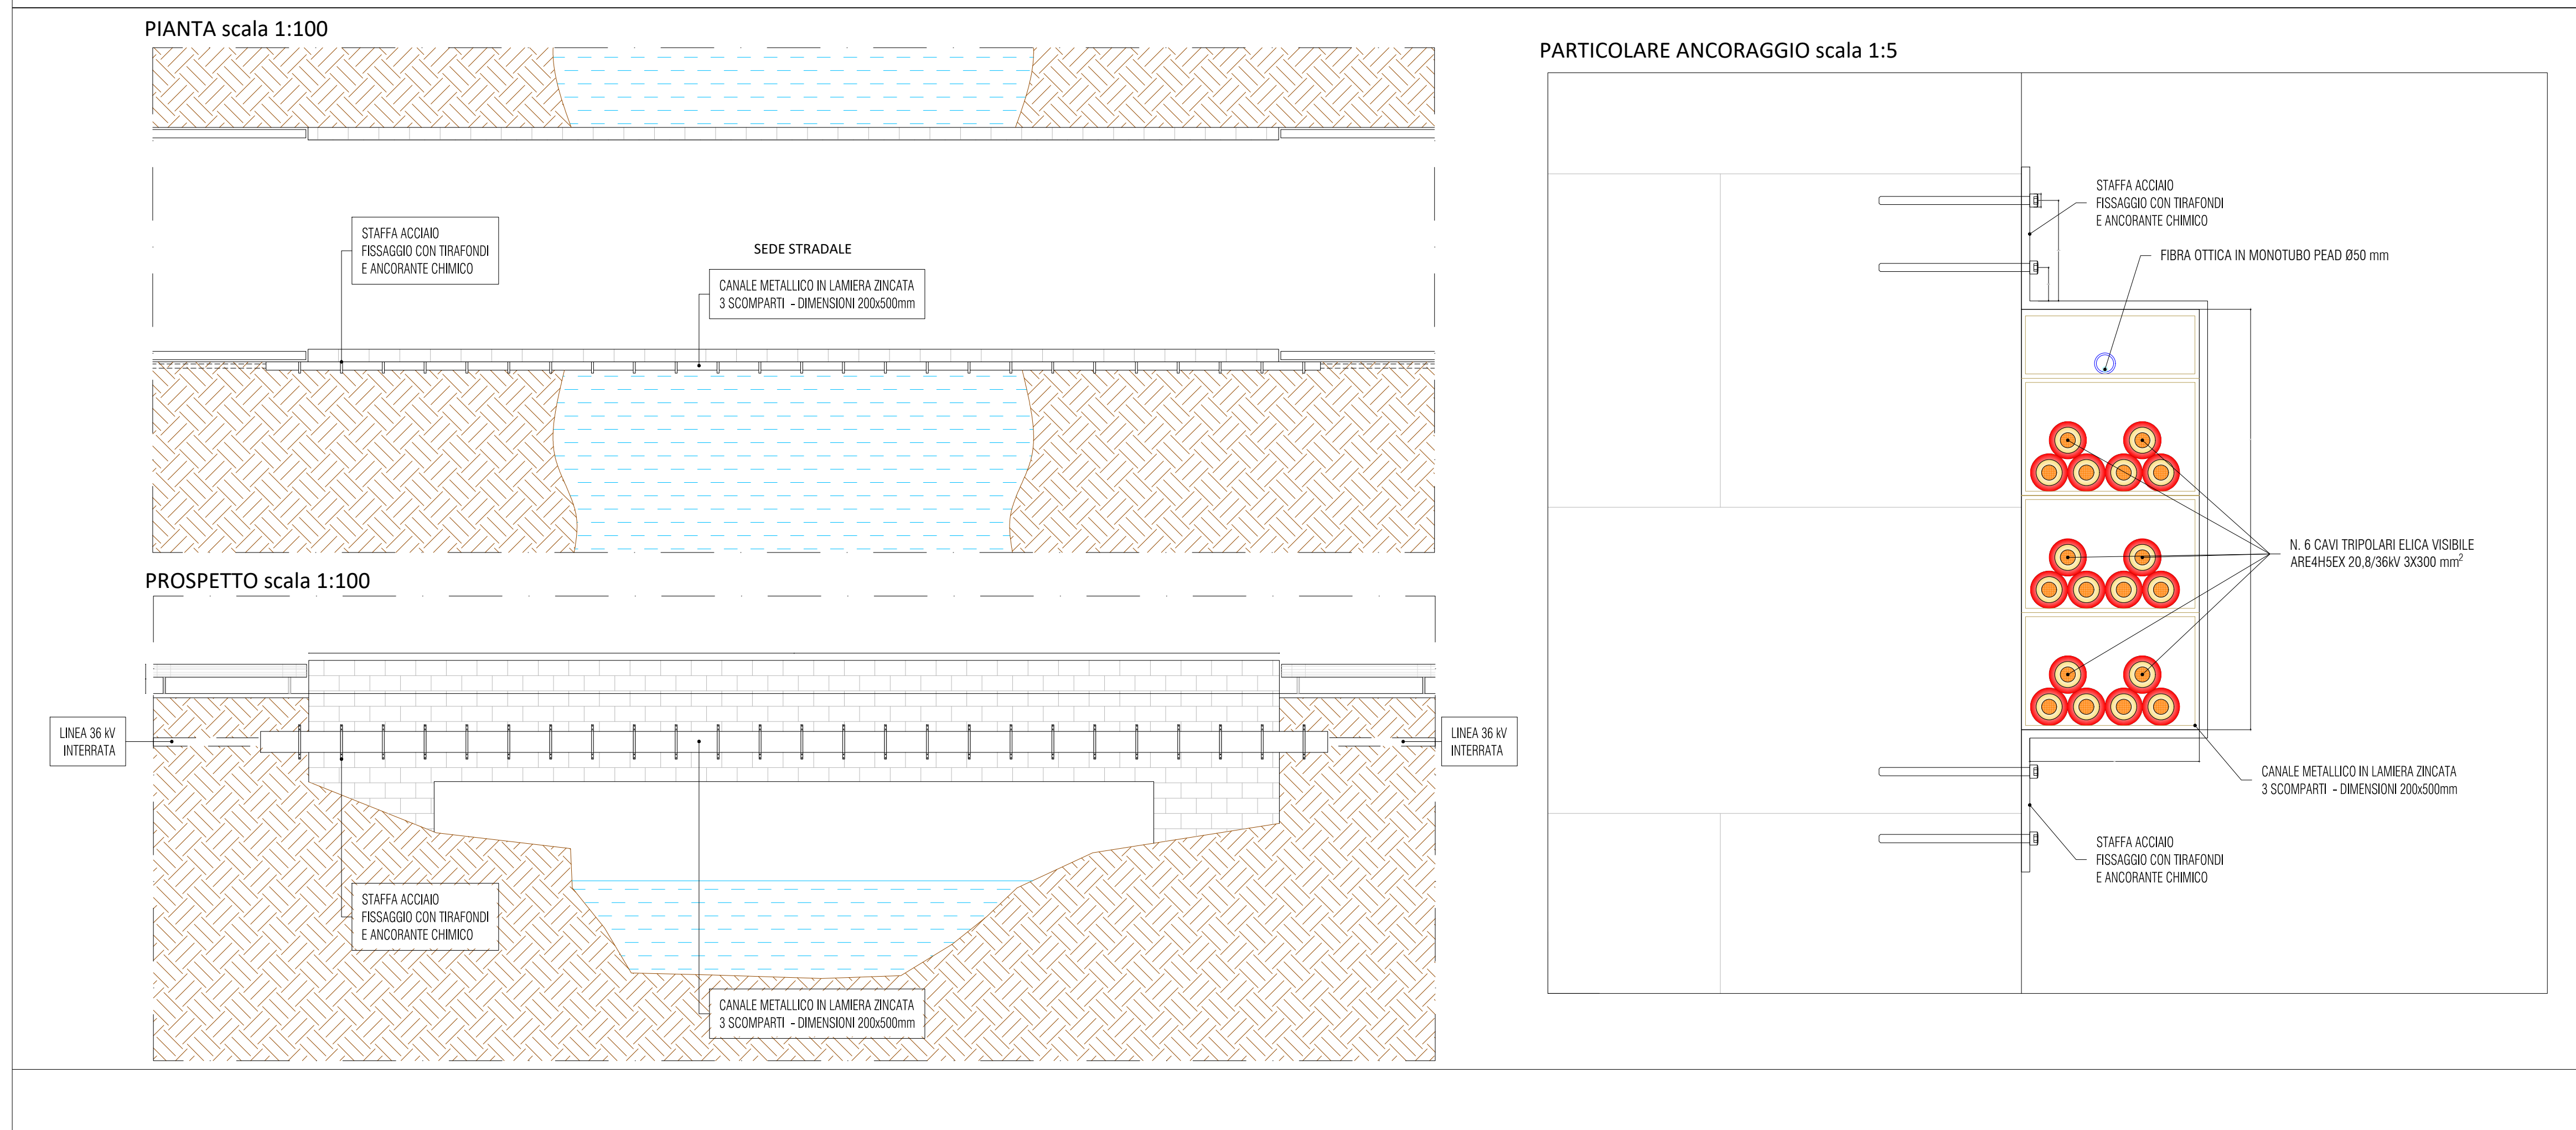 PIANTA scala 1:100
STAFFA ACCIAIO
FISSAGGIO CON TIRAFONDI
E ANCORANTE CHIMICO
SEDE STRADALE
CANALE METALLICO IN LAMIERA ZINCATA
3 SCOMPARTI - DIMENSIONI 200x500mm
PROSPETTO scala 1:100
LINEA 36 kV
INTERRATA
LINEA 36 kV
INTERRATA
STAFFA ACCIAIO
FISSAGGIO CON TIRAFONDI
E ANCORANTE CHIMICO
CANALE METALLICO IN LAMIERA ZINCATA
3 SCOMPARTI - DIMENSIONI 200x500mm
PARTICOLARE ANCORAGGIO scala 1:5
STAFFA ACCIAIO
FISSAGGIO CON TIRAFONDI
E ANCORANTE CHIMICO
FIBRA OTTICA IN MONOTUBO PEAD Ø50 mm
N. 6 CAVI TRIPOLARI ELICA VISIBILE
ARE4H5EX 20,8/36kV 3X300 mm²
CANALE METALLICO IN LAMIERA ZINCATA
3 SCOMPARTI - DIMENSIONI 200x500mm
STAFFA ACCIAIO
FISSAGGIO CON TIRAFONDI
E ANCORANTE CHIMICO